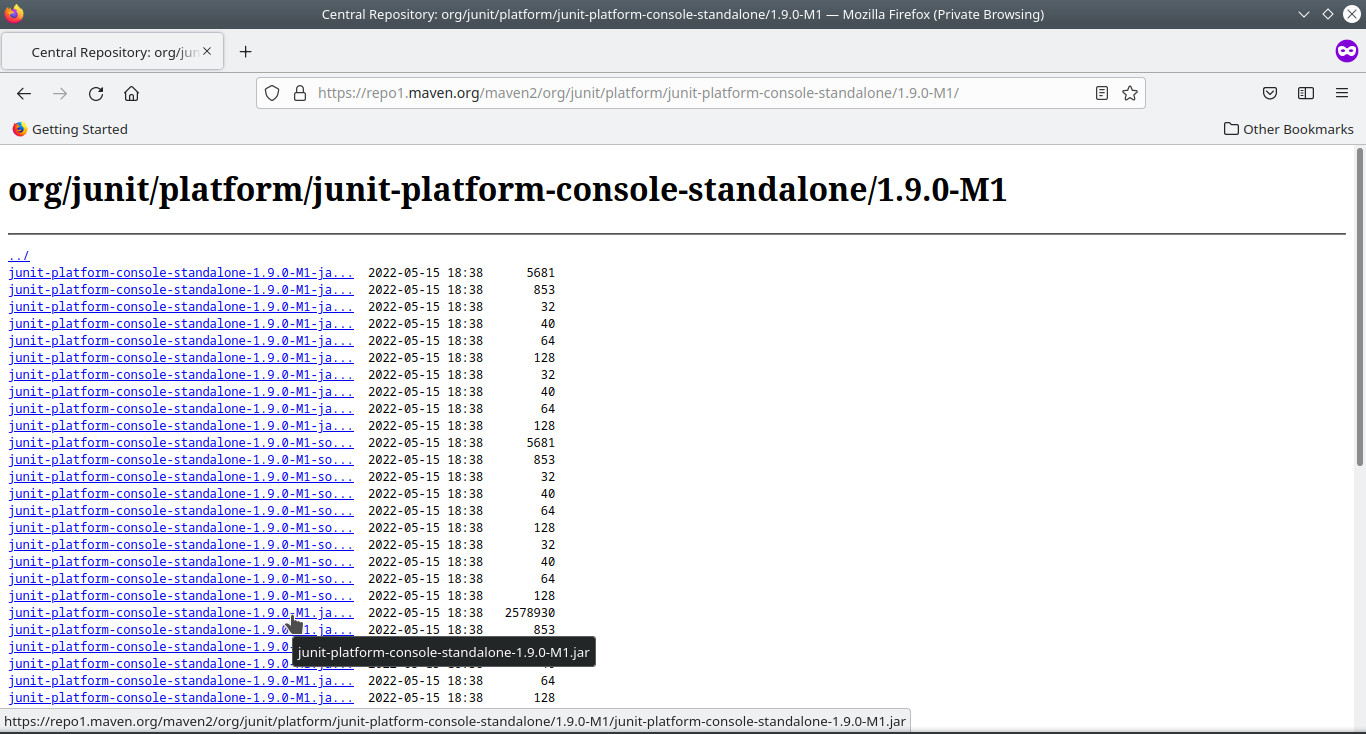 Central Repository: org/junit/platform/junit-platform-console-standalone/1.9.0-M1 — Mozilla Firefox (Private Browsing)
Central Repository: org/jun
https://repo1.maven.org/maven2/org/junit/platform/junit-platform-console-standalone/1.9.0-M1/
Getting Started
Other Bookmarks
org/junit/platform/junit-platform-console-standalone/1.9.0-M1
../
junit-platform-console-standalone-1.9.0-M1-ja... 2022-05-15 18:38 5681
junit-platform-console-standalone-1.9.0-M1-ja... 2022-05-15 18:38 853
junit-platform-console-standalone-1.9.0-M1-ja... 2022-05-15 18:38 32
junit-platform-console-standalone-1.9.0-M1-ja... 2022-05-15 18:38 40
junit-platform-console-standalone-1.9.0-M1-ja... 2022-05-15 18:38 64
junit-platform-console-standalone-1.9.0-M1-ja... 2022-05-15 18:38 128
junit-platform-console-standalone-1.9.0-M1-ja... 2022-05-15 18:38 32
junit-platform-console-standalone-1.9.0-M1-ja... 2022-05-15 18:38 40
junit-platform-console-standalone-1.9.0-M1-ja... 2022-05-15 18:38 64
junit-platform-console-standalone-1.9.0-M1-ja... 2022-05-15 18:38 128
junit-platform-console-standalone-1.9.0-M1-so... 2022-05-15 18:38 5681
junit-platform-console-standalone-1.9.0-M1-so... 2022-05-15 18:38 853
junit-platform-console-standalone-1.9.0-M1-so... 2022-05-15 18:38 32
junit-platform-console-standalone-1.9.0-M1-so... 2022-05-15 18:38 40
junit-platform-console-standalone-1.9.0-M1-so... 2022-05-15 18:38 64
junit-platform-console-standalone-1.9.0-M1-so... 2022-05-15 18:38 128
junit-platform-console-standalone-1.9.0-M1-so... 2022-05-15 18:38 32
junit-platform-console-standalone-1.9.0-M1-so... 2022-05-15 18:38 40
junit-platform-console-standalone-1.9.0-M1-so... 2022-05-15 18:38 64
junit-platform-console-standalone-1.9.0-M1-so... 2022-05-15 18:38 128
junit-platform-console-standalone-1.9.0-M1.ja... 2022-05-15 18:38 2578930
junit-platform-console-standalone-1.9.0-M1.ja... 2022-05-15 18:38 853
junit-platform-console-standalone-1.9.0-
junit-platform-console-standalone-1.9.0-M1.jar
junit-platform-console-standalone-1.9.0-
junit-platform-console-standalone-1.9.0-M1.ja... 2022-05-15 18:38 64
junit-platform-console-standalone-1.9.0-M1.ja... 2022-05-15 18:38 128
https://repo1.maven.org/maven2/org/junit/platform/junit-platform-console-standalone/1.9.0-M1/junit-platform-console-standalone-1.9.0-M1.jar